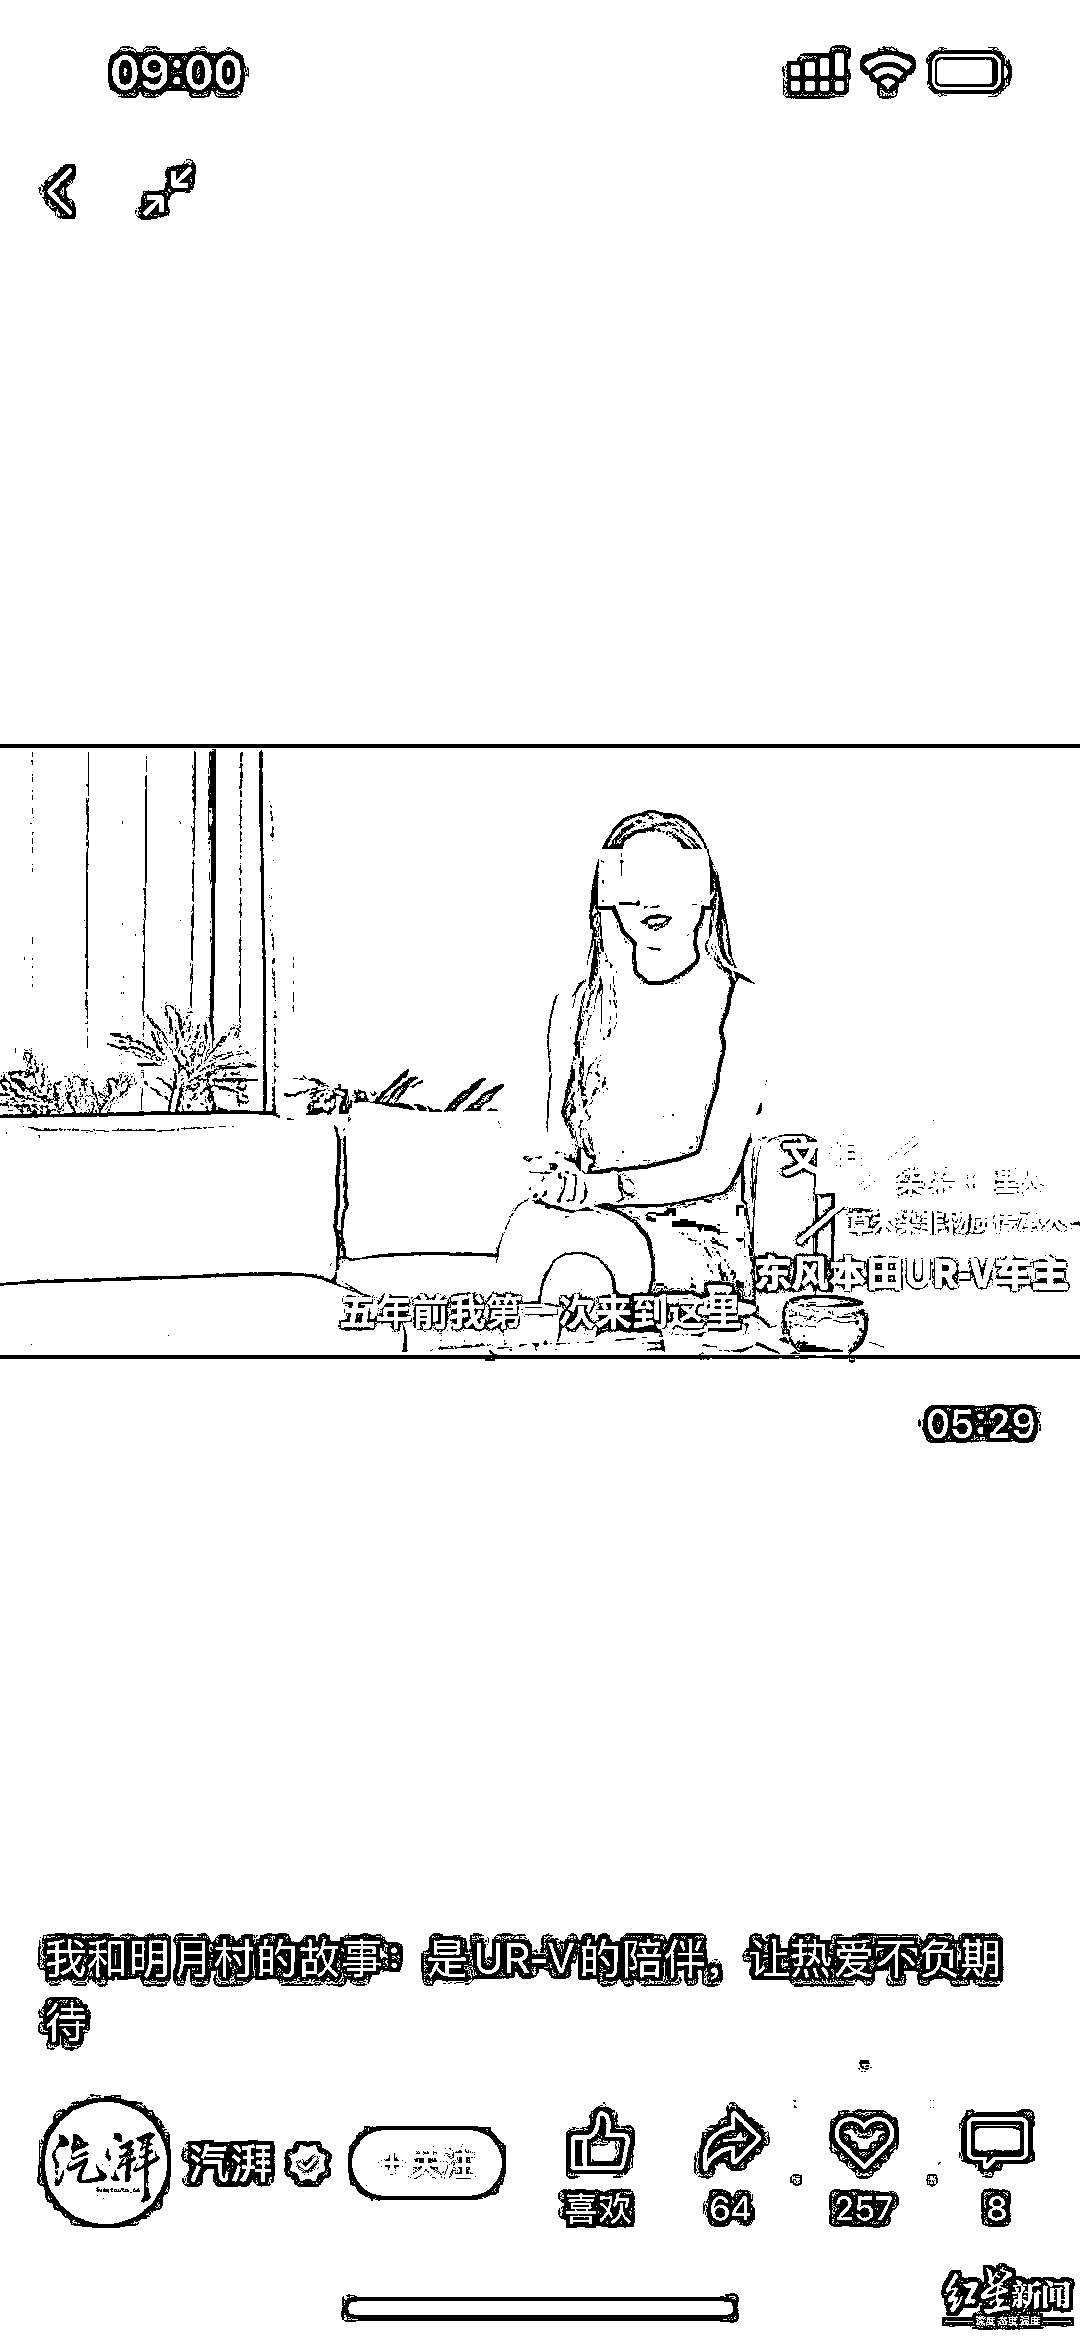 09:00
文
东风本田UR-V车主
五年前我第一次来到这里
05:29
我和明月村的故事：是UR-V的陪伴，让热爱不负期
待
汽湃
汽湃
+关注
喜欢
64
257
8
红星新闻